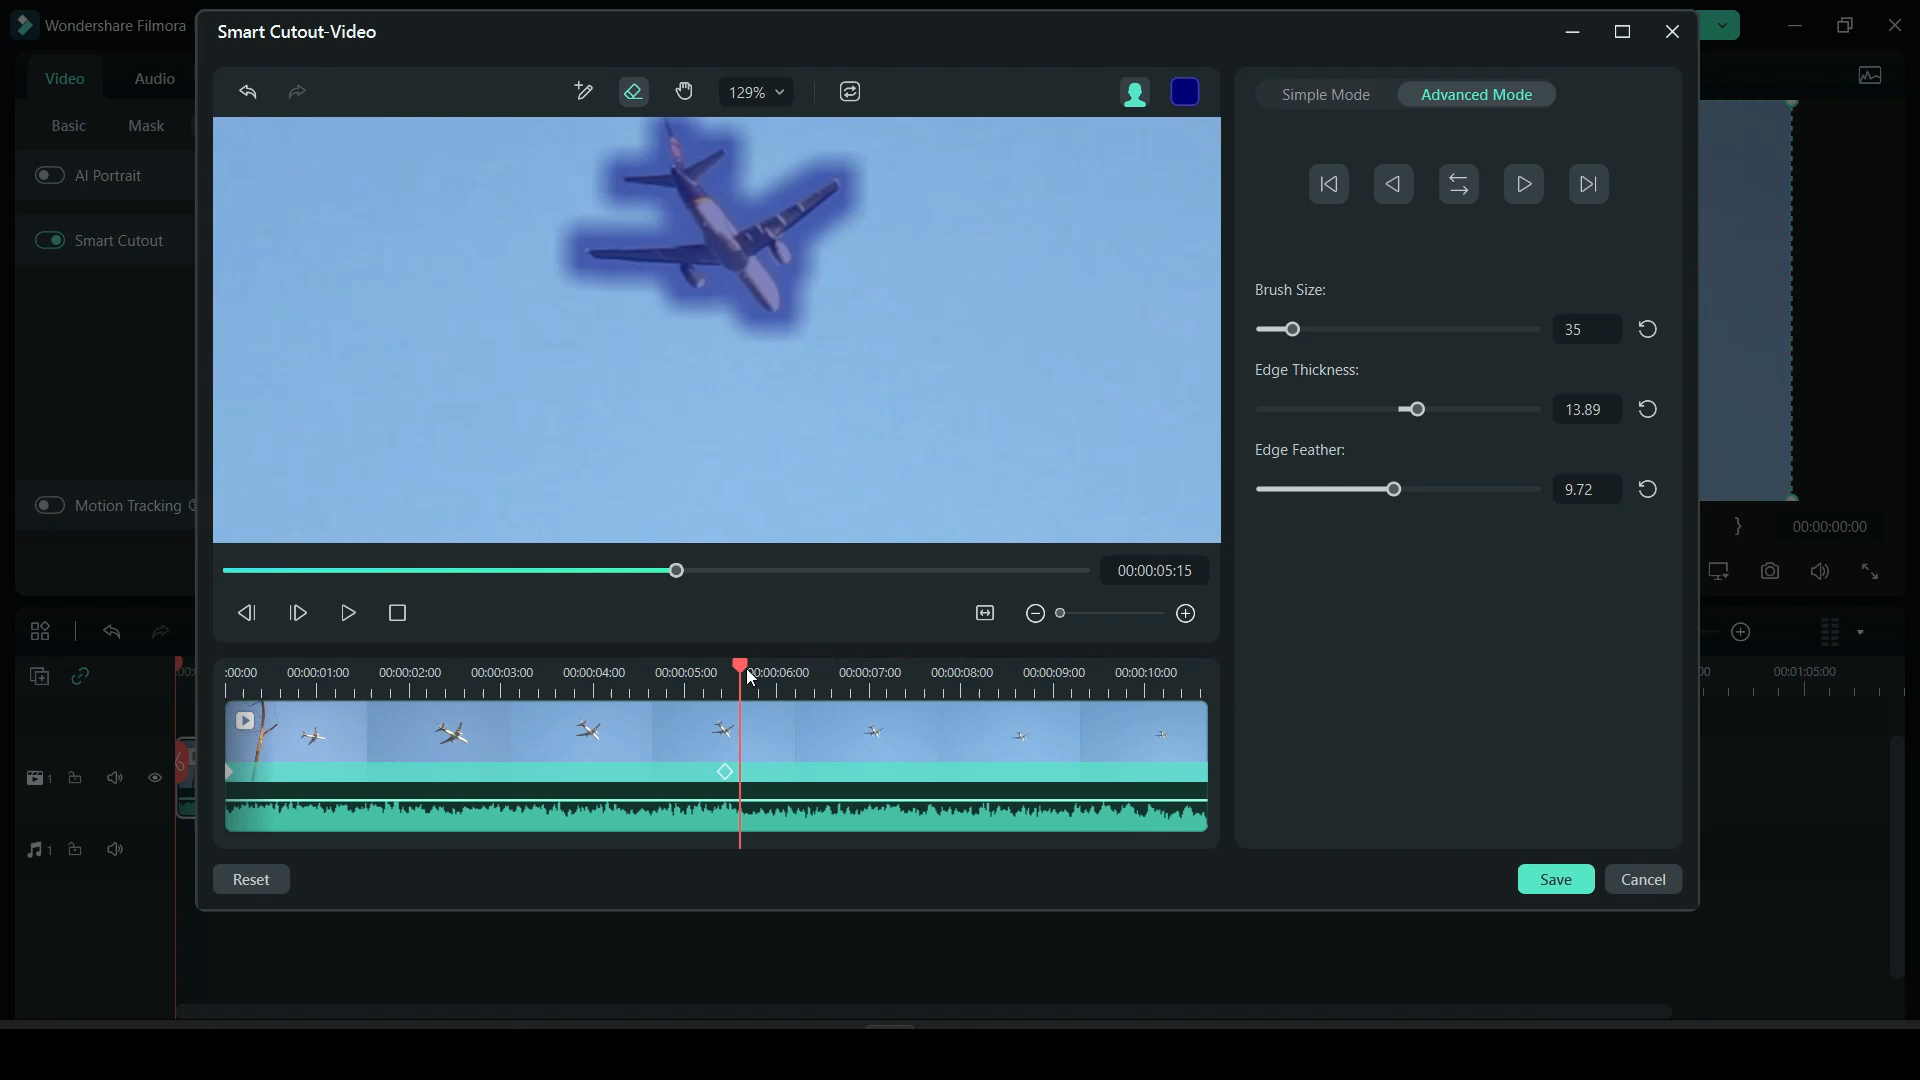 Wondershare Filmora
Smart Cutout-Video
Video
Audio
Basic
Mask
AI Portrait
Smart Cutout
Motion Tracking
129%
Simple Mode
Advanced Mode
Brush Size:
35
Edge Thickness:
13.89
Edge Feather:
9.72
00:00:05:15
00:00:00:00
:00:00 00:00:01:00 00:00:02:00 00:00:03:00 00:00:04:00 00:00:05:00 00:00:06:00 00:00:07:00 00:00:08:00 00:00:09:00 00:00:10:00
00:01:05:00
1
1
Reset
Save
Cancel